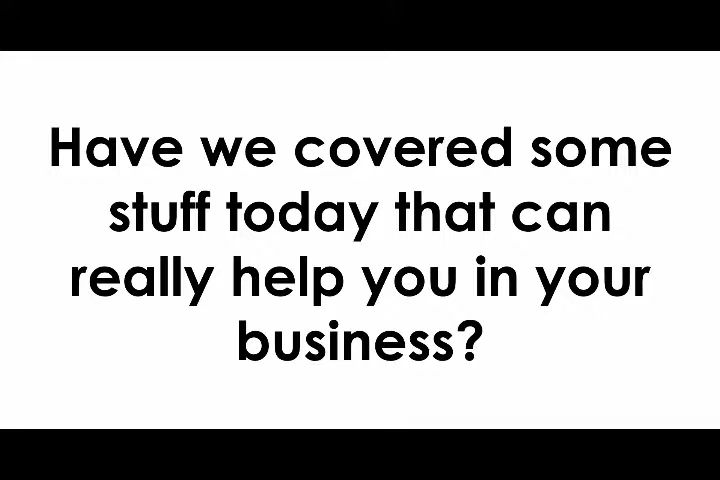 Have we covered some
stuff today that can
really help you in your
business?